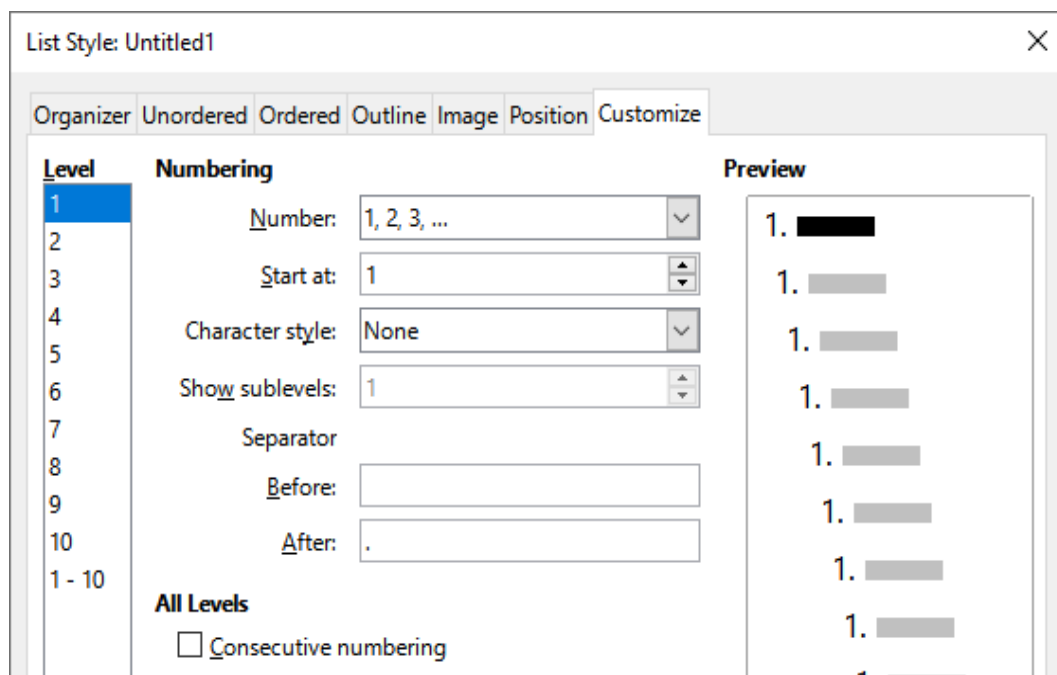 List Style: Untitled1
Organizer Unordered Ordered Outline Image Position Customize
Level
1
2
3
4
5
6
7
8
9
10
1 - 10
Numbering
Number: 1, 2, 3, ...
Start at: 1
Character style: None
Show sublevels: 1
Separator
Before:
After: .
All Levels
Consecutive numbering
Preview
1.
1.
1.
1.
1.
1.
1.
1.